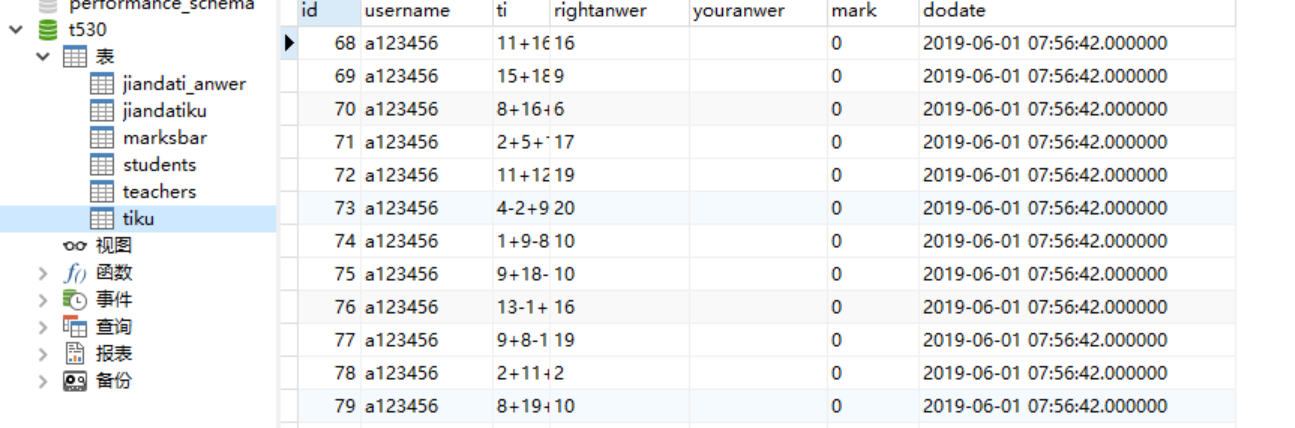 performance_schema
t530
表
jiandati_anwer
jiandatiku
marksbar
students
teachers
tiku
视图
函数
事件
查询
报表
备份
id username ti rightanwer youranwer mark dodate
68 a123456 11+16 16 0 2019-06-01 07:56:42.000000
69 a123456 15+18 9 0 2019-06-01 07:56:42.000000
70 a123456 8+16+ 6 0 2019-06-01 07:56:42.000000
71 a123456 2+5+ 17 0 2019-06-01 07:56:42.000000
72 a123456 11+12 19 0 2019-06-01 07:56:42.000000
73 a123456 4-2+9 20 0 2019-06-01 07:56:42.000000
74 a123456 1+9-8 10 0 2019-06-01 07:56:42.000000
75 a123456 9+18- 10 0 2019-06-01 07:56:42.000000
76 a123456 13-1+ 16 0 2019-06-01 07:56:42.000000
77 a123456 9+8-1 19 0 2019-06-01 07:56:42.000000
78 a123456 2+11+ 2 0 2019-06-01 07:56:42.000000
79 a123456 8+19+ 10 0 2019-06-01 07:56:42.000000